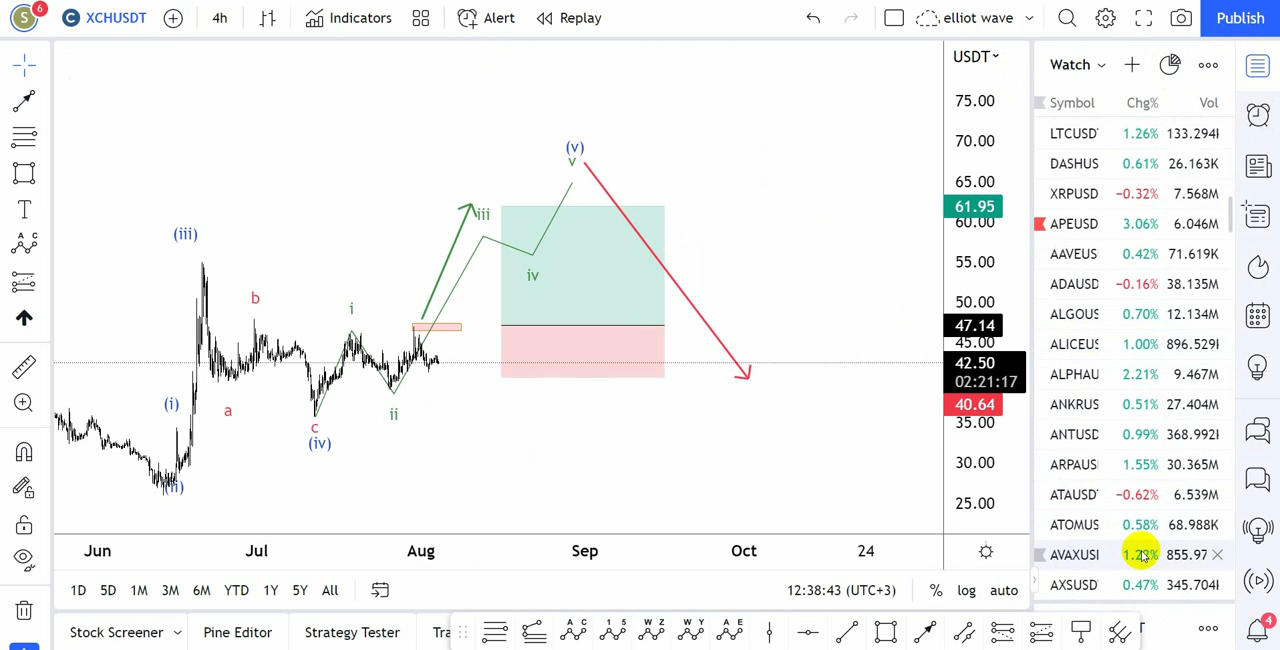 S 6 C XCHUSDT 4h Indicators Alert Replay elliot wave Publish
USDT
75.00
70.00
65.00
61.95
60.00
55.00
50.00
47.14
45.00
42.50
02:21:17
40.64
35.00
30.00
25.00
(v)
v
iii
(iii)
iv
b
i
(i)
a
ii
c
(iv)
(ii)
Jun Jul Aug Sep Oct 24
1D 5D 1M 3M 6M YTD 1Y 5Y All 12:38:43 (UTC+3) % log auto
Stock Screener Pine Editor Strategy Tester Tra
A C 1 5 W Z W Y A E
Watch
Symbol Chg% Vol
LTCUSD 1.26% 133.294
DASHUS 0.61% 26.163K
XRPUSD −0.32% 7.568M
APEUSD 3.06% 6.046M
AAVEUS 0.42% 71.619K
ADAUSD −0.16% 38.135M
ALGOUS 0.70% 12.134M
ALICEUS 1.00% 896.529
ALPHAU 2.21% 9.467M
ANKRUS 0.51% 27.404M
ANTUSD 0.99% 368.992
ARPAUS 1.55% 30.365M
ATAUSD −0.62% 6.539M
ATOMUS 0.58% 68.988K
AVAXUS 855.97
AXSUSD 0.47% 345.704
4